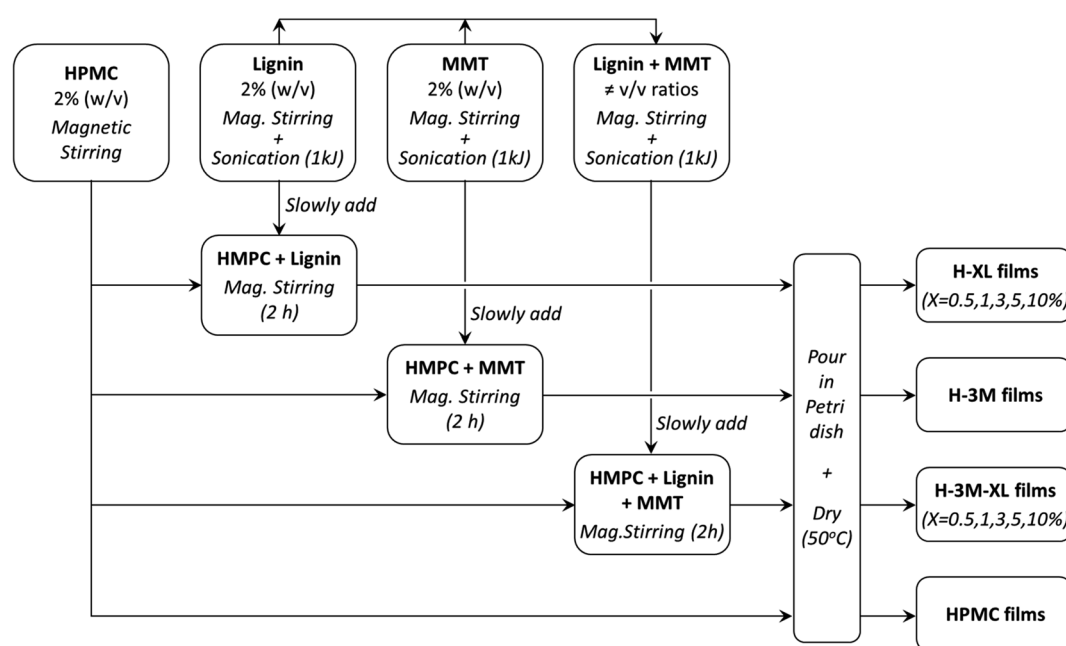 HPMC
2% (w/v)
Magnetic
Stirring
Lignin
2% (w/v)
Mag. Stirring
+
Sonication (1kJ)
MMT
2% (w/v)
Mag. Stirring
+
Sonication (1kJ)
Lignin + MMT
≠ v/v ratios
Mag. Stirring
+
Sonication (1kJ)
Slowly add
HMPC + Lignin
Mag. Stirring
(2 h)
Slowly add
HMPC + MMT
Mag. Stirring
(2 h)
Slowly add
HMPC + Lignin
+ MMT
Mag.Stirring (2h)
Pour
in
Petri
dish
+
Dry
(50°C)
H-XL films
(X=0.5,1,3,5,10%)
H-3M films
H-3M-XL films
(X=0.5,1,3,5,10%)
HPMC films